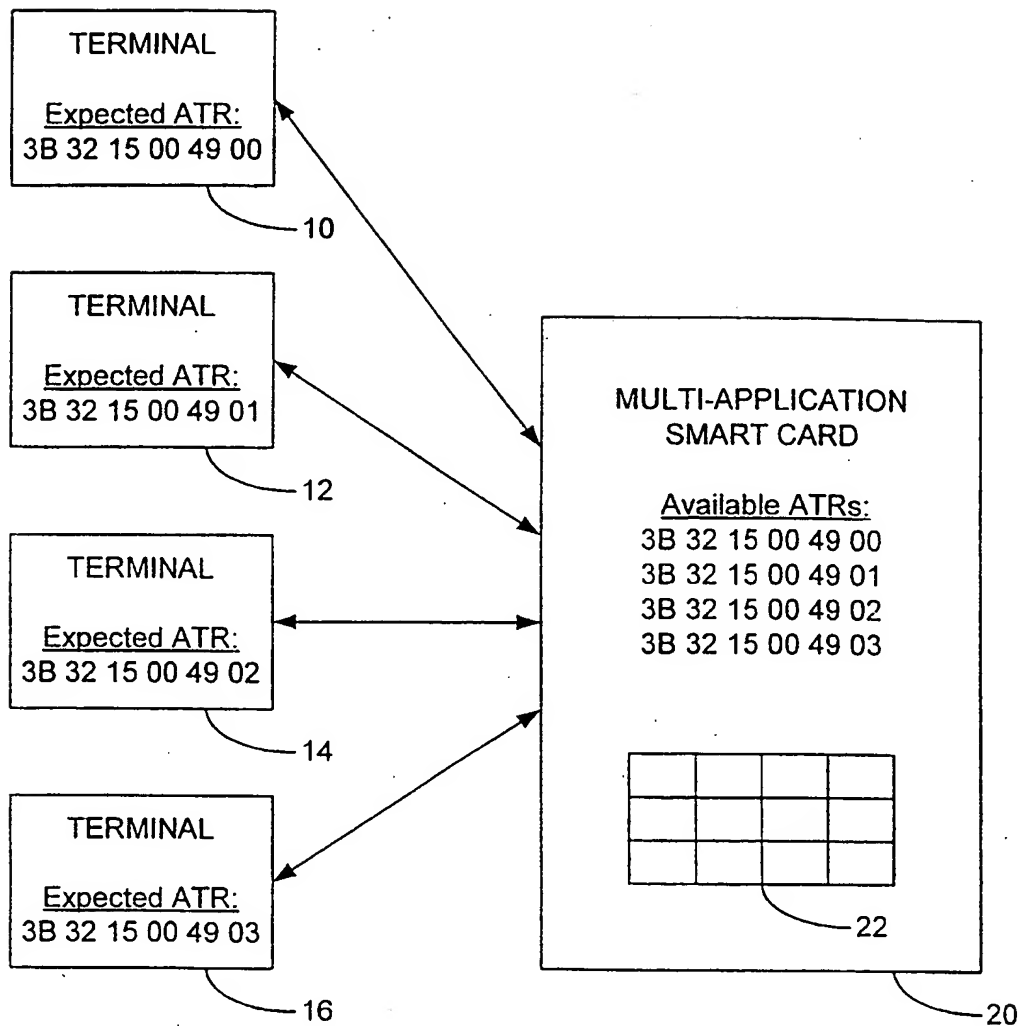 TERMINAL
Expected ATR:
3B 32 15 00 49 00
10
TERMINAL
Expected ATR:
3B 32 15 00 49 01
12
TERMINAL
Expected ATR:
3B 32 15 00 49 02
14
TERMINAL
Expected ATR:
3B 32 15 00 49 03
16
MULTI-APPLICATION
SMART CARD
Available ATRs:
3B 32 15 00 49 00
3B 32 15 00 49 01
3B 32 15 00 49 02
3B 32 15 00 49 03
22
20